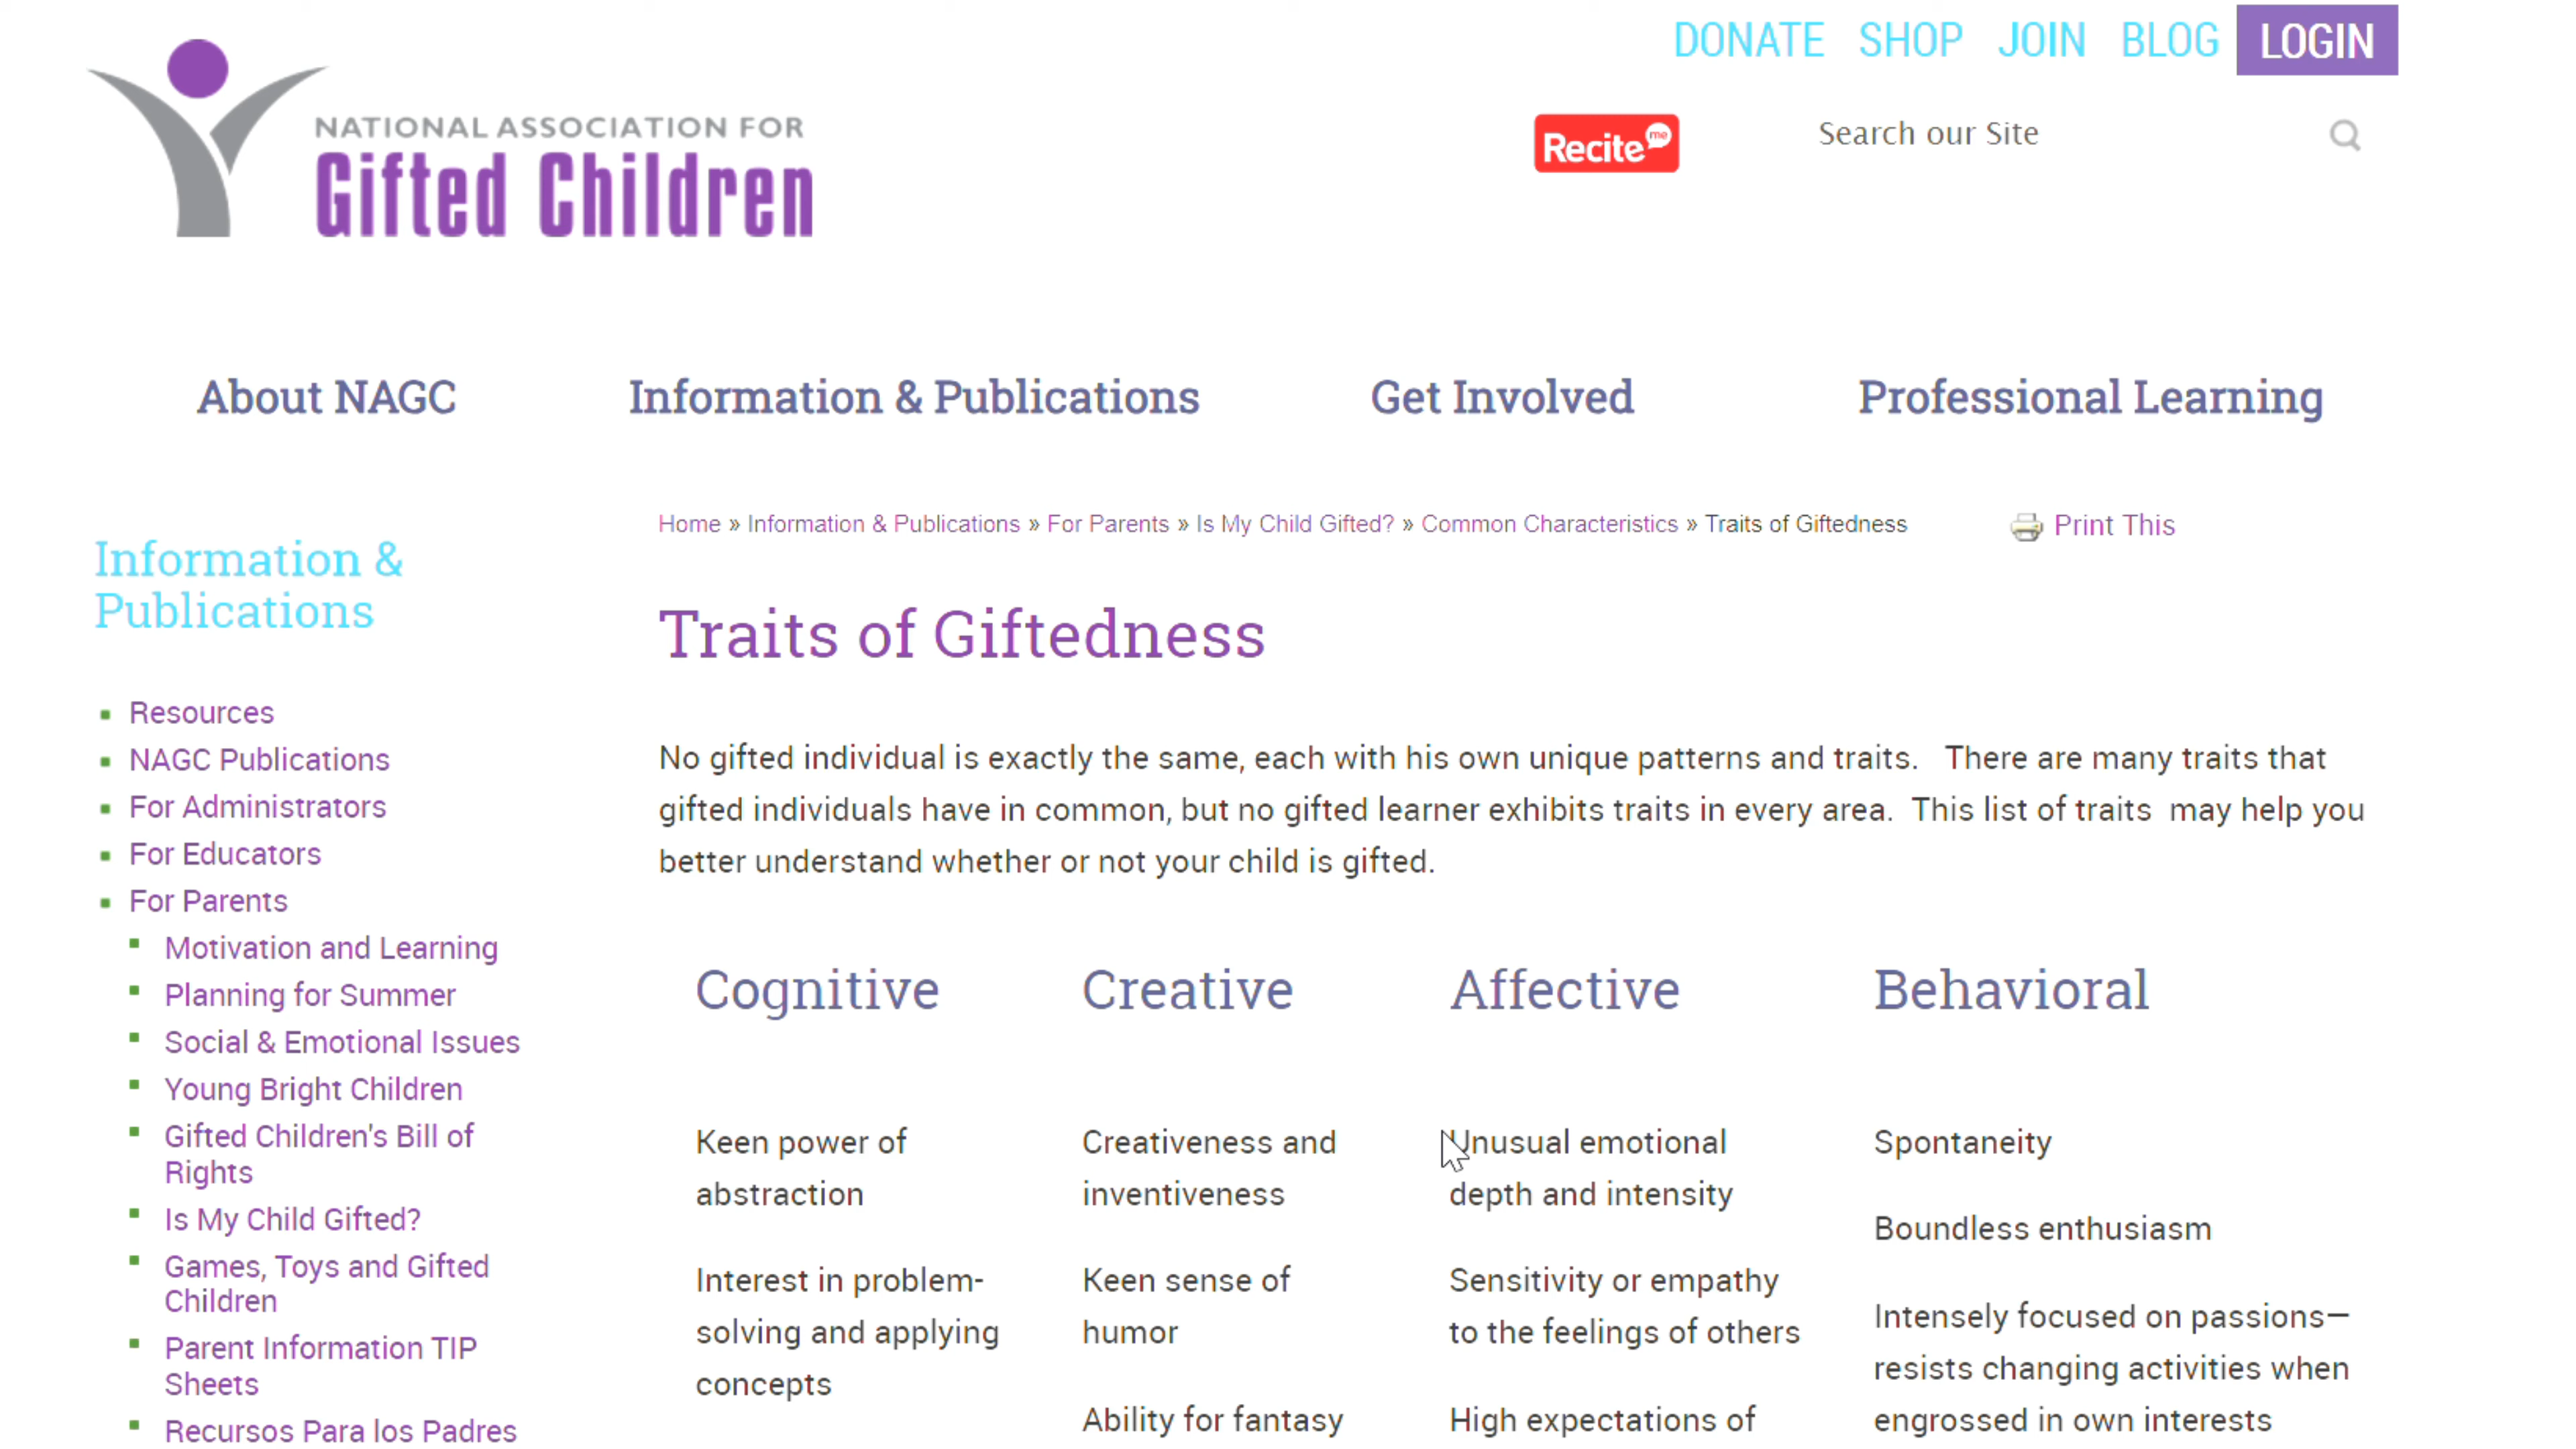 DONATE SHOP JOIN BLOG LOGIN
NATIONAL ASSOCIATION FOR
Gifted Children
Recite me
Search our Site
About NAGC
Information & Publications
Get Involved
Professional Learning
Home » Information & Publications » For Parents » Is My Child Gifted? » Common Characteristics » Traits of Giftedness
Print This
Information &
Publications
Resources
NAGC Publications
For Administrators
For Educators
For Parents
Motivation and Learning
Planning for Summer
Social & Emotional Issues
Young Bright Children
Gifted Children's Bill of
Rights
Is My Child Gifted?
Games, Toys and Gifted
Children
Parent Information TIP
Sheets
Recursos Para los Padres
Traits of Giftedness
No gifted individual is exactly the same, each with his own unique patterns and traits. There are many traits that
gifted individuals have in common, but no gifted learner exhibits traits in every area. This list of traits may help you
better understand whether or not your child is gifted.
Cognitive
Keen power of
abstraction
Interest in problem-
solving and applying
concepts
Creative
Creativeness and
inventiveness
Keen sense of
humor
Ability for fantasy
Affective
Unusual emotional
depth and intensity
Sensitivity or empathy
to the feelings of others
High expectations of
Behavioral
Spontaneity
Boundless enthusiasm
Intensely focused on passions—
resists changing activities when
engrossed in own interests